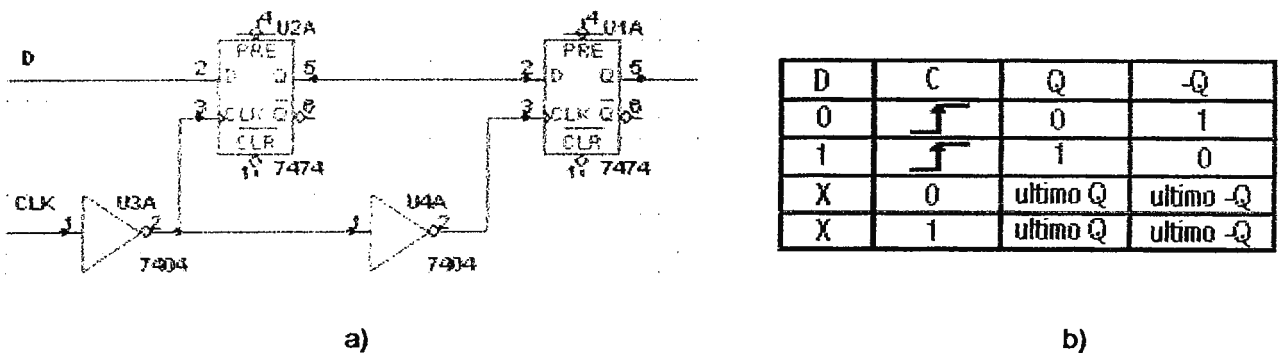 4 U2A
4 U1A
D
PRE
PRE
2 D Q 5
2 D Q 5
3 CLK Q 6
3 CLK Q 6
CLR
CLR
1 7474
1 7474
CLK
U3A
U4A
1 2
1 2
7404
7404
D C Q -Q
0 0 1
1 1 0
X 0 ultimo Q ultimo -Q
X 1 ultimo Q ultimo -Q
a)
b)